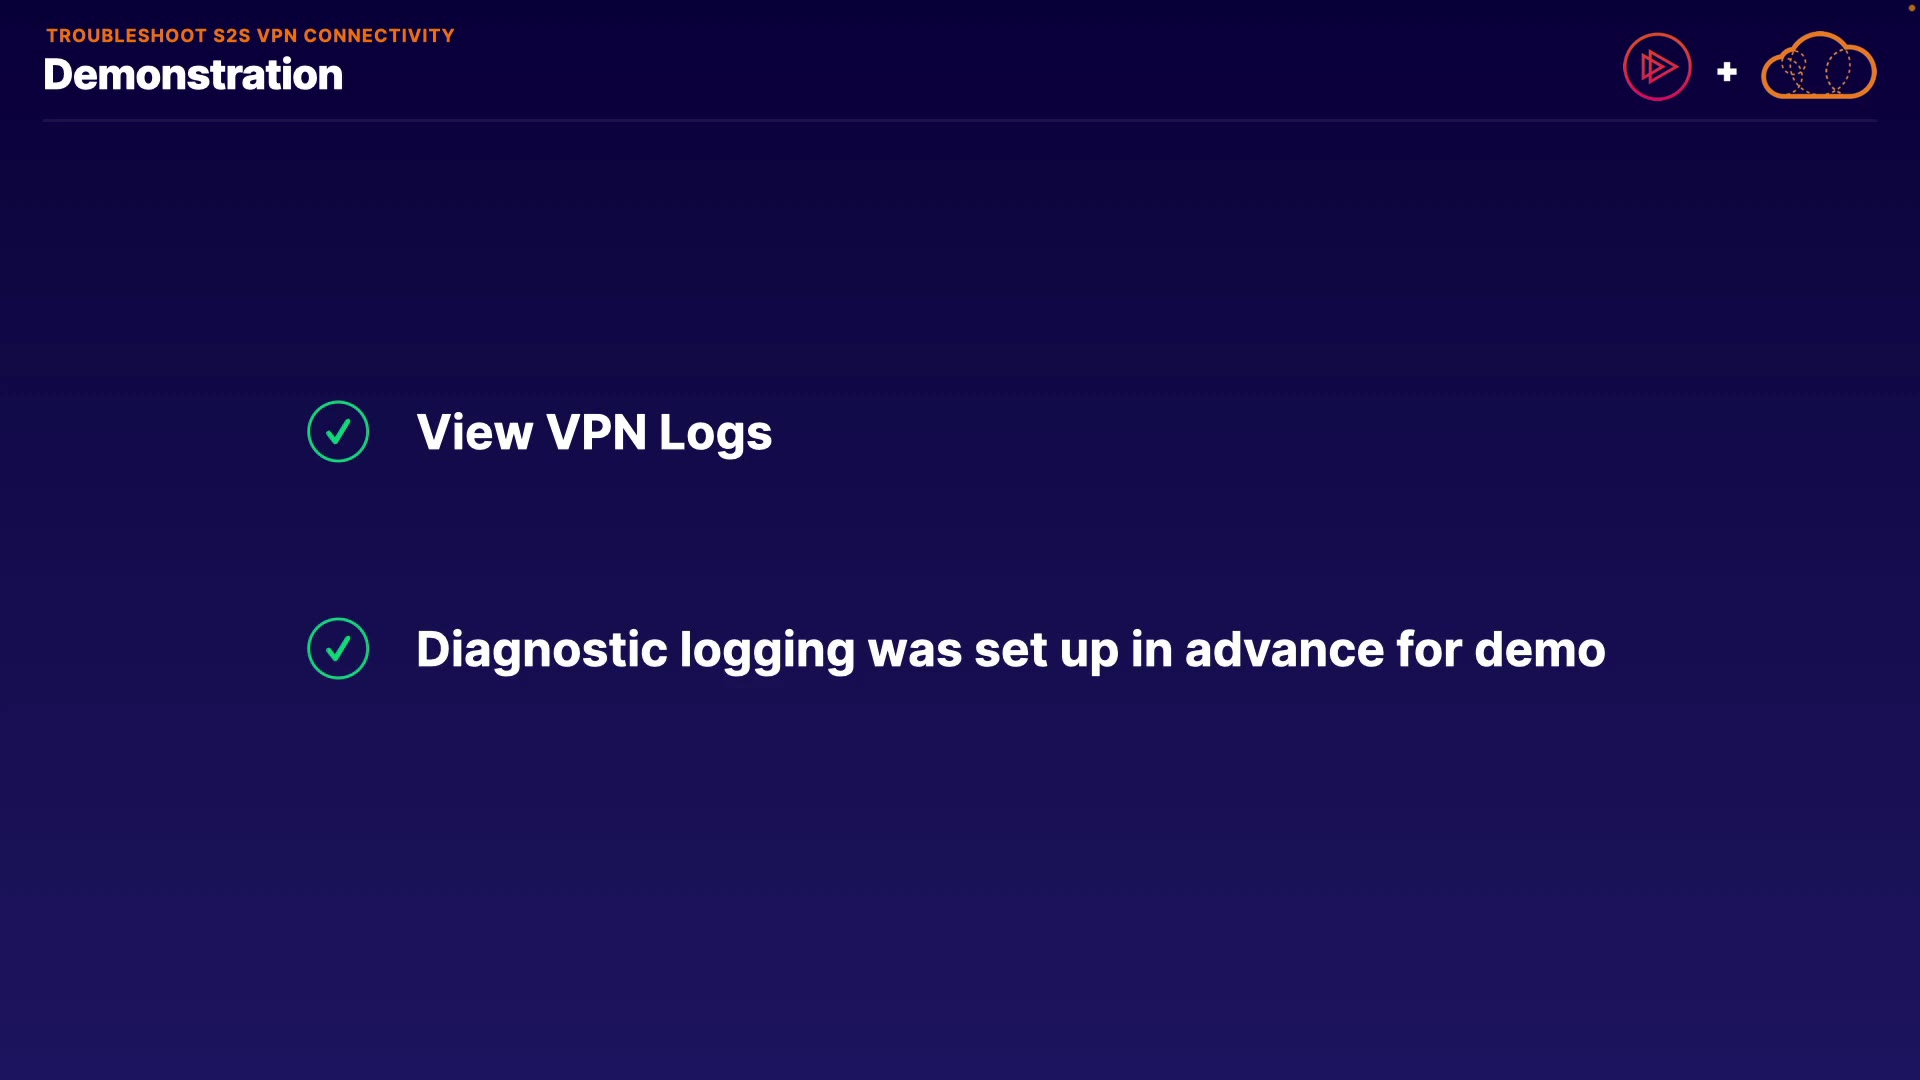 TROUBLESHOOT S2S VPN CONNECTIVITY
Demonstration
+
View VPN Logs
Diagnostic logging was set up in advance for demo